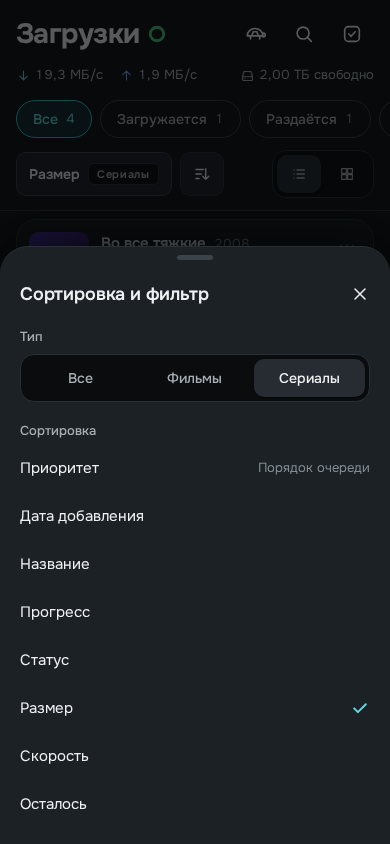 Загрузки
19,3 МБ/с 1,9 МБ/с 2,00 ТБ свободно
Все 4 Загружается 1 Раздаётся 1
Размер Сериалы
Во все тяжкие 2008
Сортировка и фильтр
Тип
Все Фильмы Сериалы
Сортировка
Приоритет Порядок очереди
Дата добавления
Название
Прогресс
Статус
Размер
Скорость
Осталось